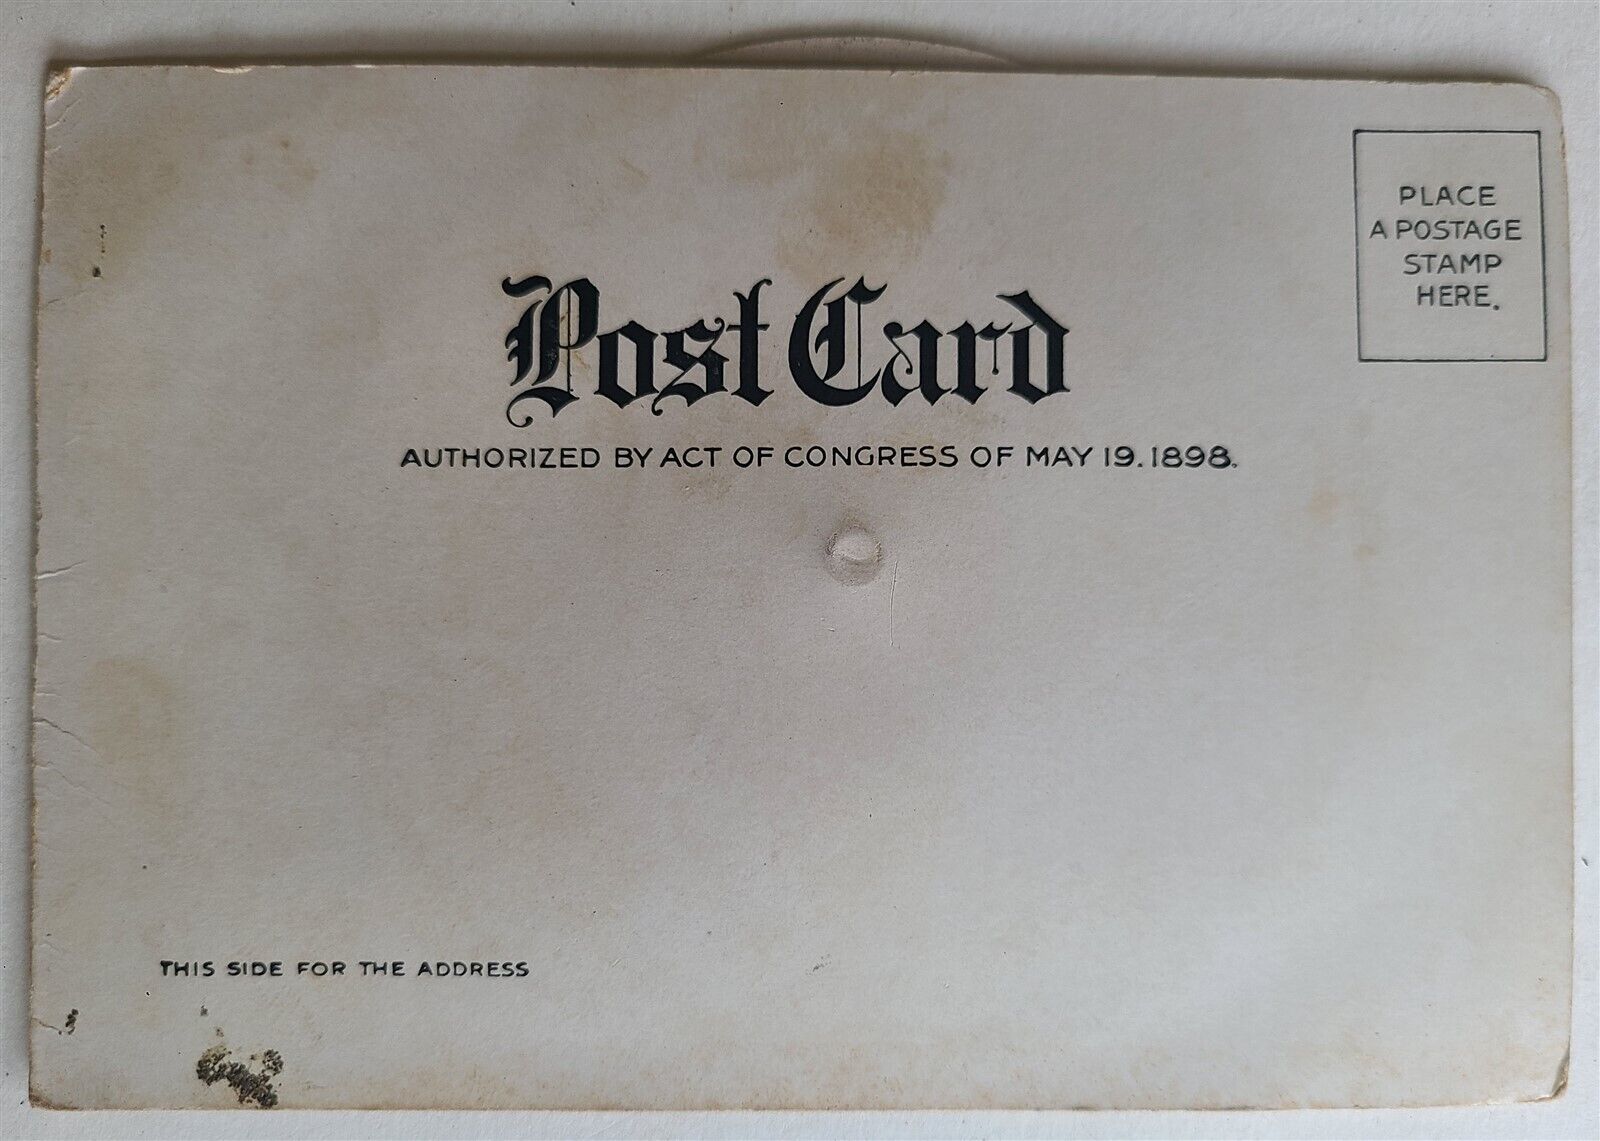 PLACE
A POSTAGE
STAMP
HERE.
Post Card
AUTHORIZED BY ACT OF CONGRESS OF MAY 19. 1898.
THIS SIDE FOR THE ADDRESS